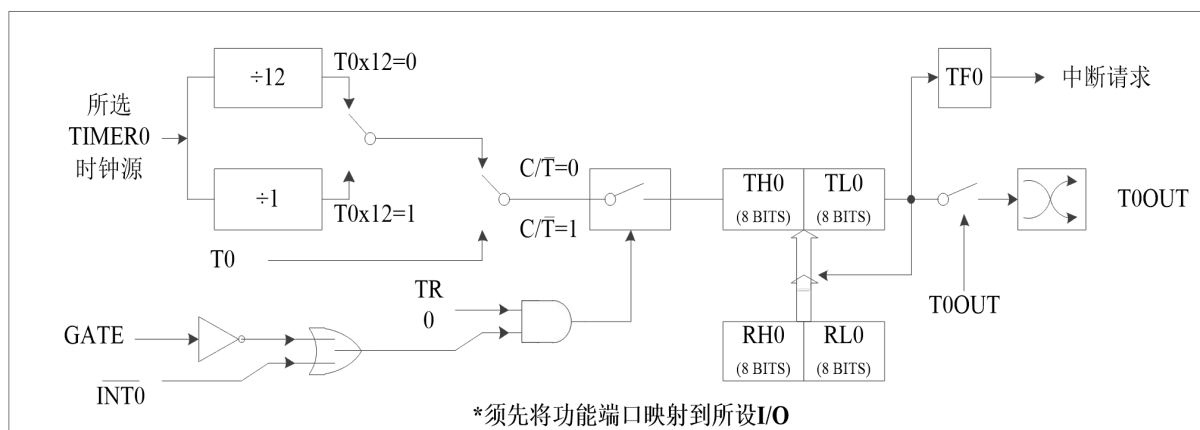 ÷12
T0x12=0
所选
TIMER0
时钟源
÷1
T0x12=1
T0
C/T̅=0
C/T̅=1
TH0
(8 BITS)
TL0
(8 BITS)
TF0
中断请求
T0OUT
T0OUT
TR
0
GATE
I̅N̅T̅0̅
RH0
(8 BITS)
RL0
(8 BITS)
*须先将功能端口映射到所设I/O